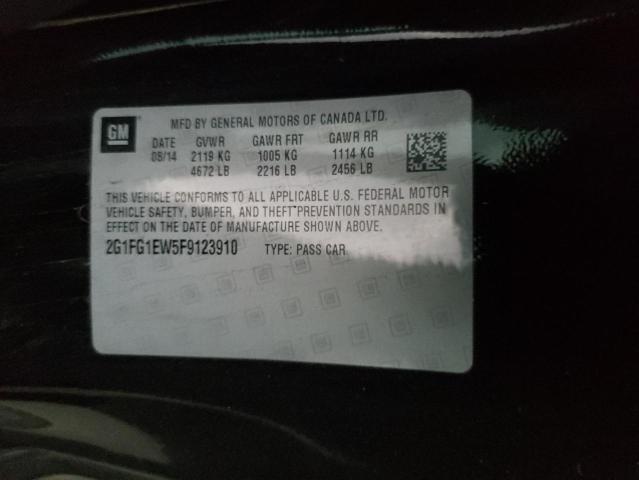 GM
MFD BY GENERAL MOTORS OF CANADA LTD.
DATE GVWR GAWR FRT GAWR RR
08/14 2119 KG 1005 KG 1114 KG
4672 LB 2216 LB 2456 LB
THIS VEHICLE CONFORMS TO ALL APPLICABLE U.S. FEDERAL MOTOR
VEHICLE SAFETY, BUMPER, AND THEFT PREVENTION STANDARDS IN
EFFECT ON THE DATE OF MANUFACTURE SHOWN ABOVE.
2G1FG1EW5F9123910 TYPE: PASS CAR